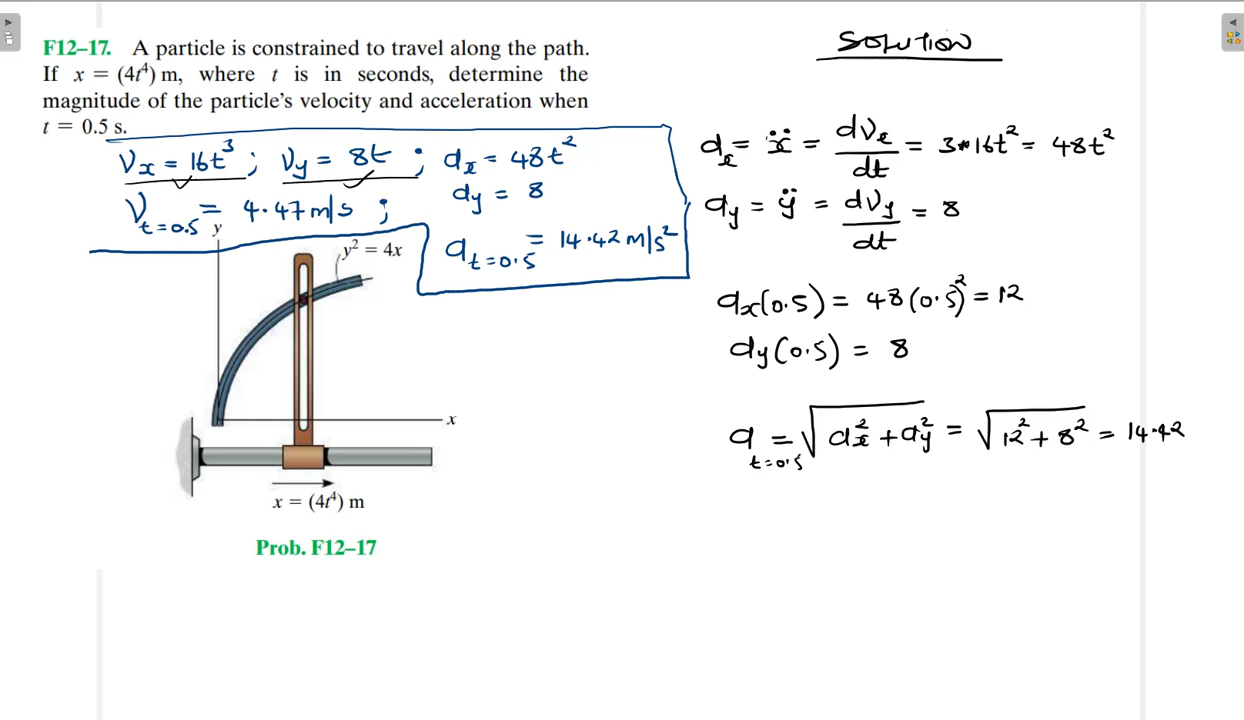 F12–17. A particle is constrained to travel along the path.
If x = (4t⁴) m, where t is in seconds, determine the
magnitude of the particle's velocity and acceleration when
t = 0.5 s.
Vx = 16t³ ; Vy = 8t ; ax = 48t²
ay = 8
V t=0.5 = 4.47 m/s ;
a t=0.5 = 14.42 m/s²
y
y² = 4x
x
x = (4t⁴) m
Prob. F12–17
SOLUTION
ax = ẍ = dVx/dt = 3*16t² = 48t²
ay = ÿ = dVy/dt = 8
ax(0.5) = 48(0.5)² = 12
ay(0.5) = 8
a t=0.5 = √(ax² + ay²) = √(12² + 8²) = 14.42